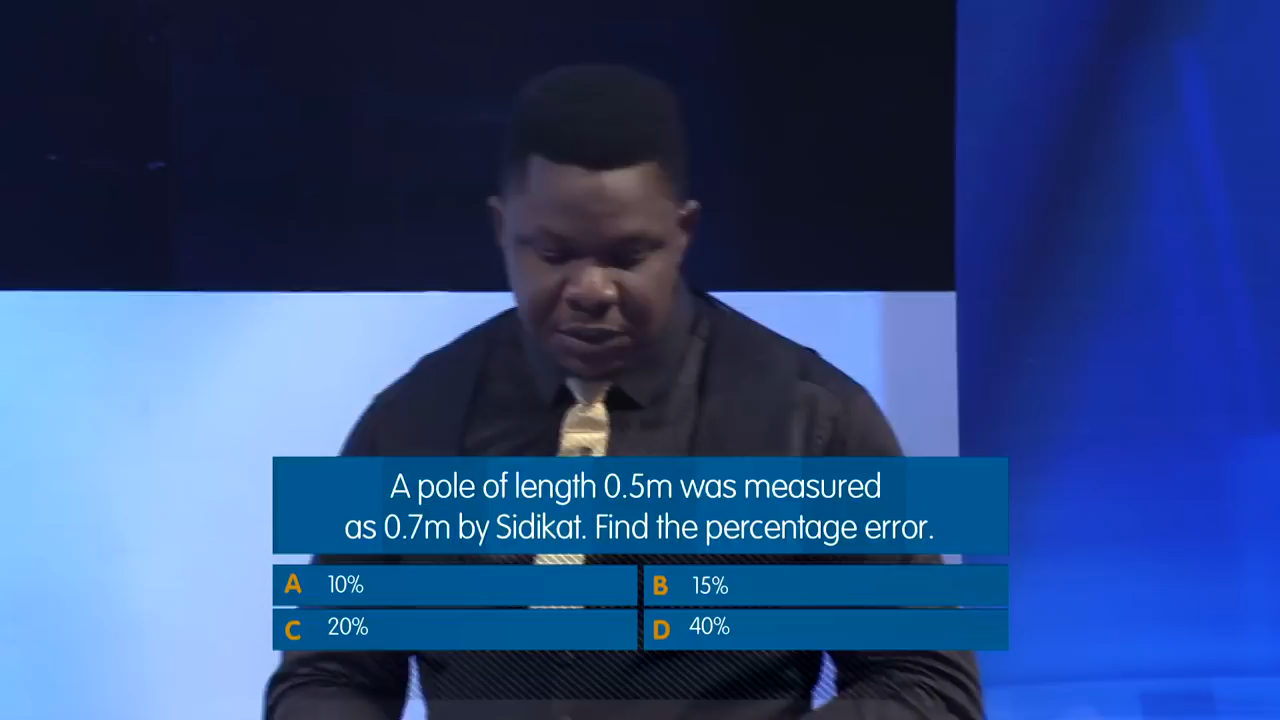 A pole of length 0.5m was measured
as 0.7m by Sidikat. Find the percentage error.
A 10%
B 15%
C 20%
D 40%